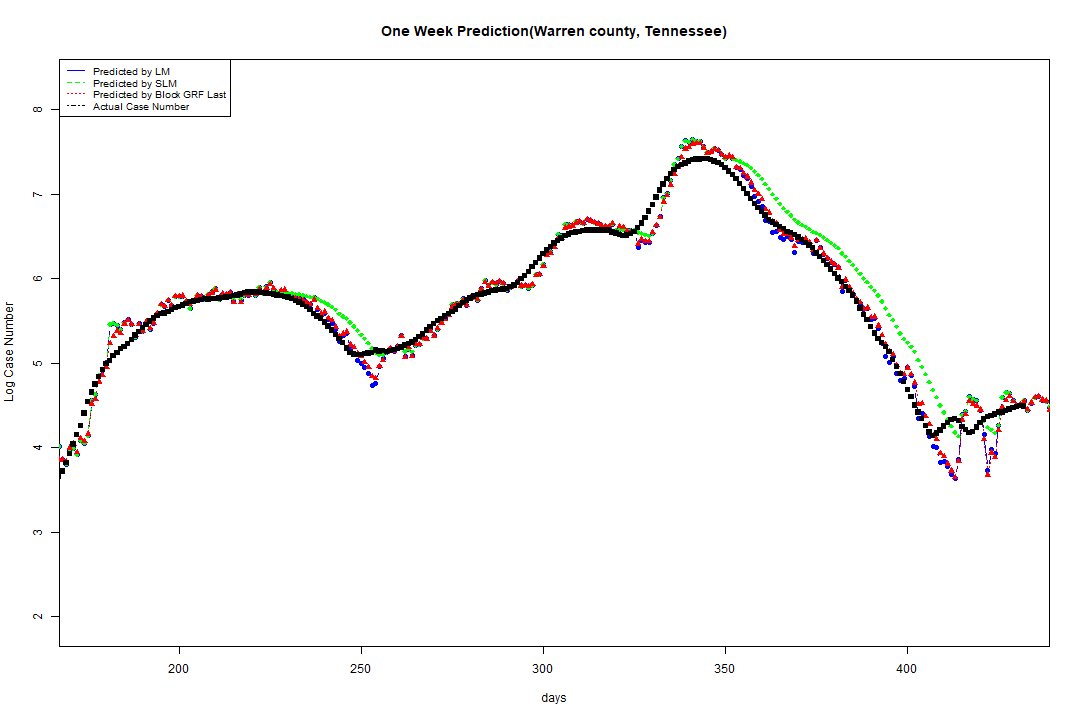 One Week Prediction(Warren county, Tennessee)
Predicted by LM
Predicted by SLM
Predicted by Block GRF Last
Actual Case Number
8
7
6
5
4
3
2
Log Case Number
200 250 300 350 400
days